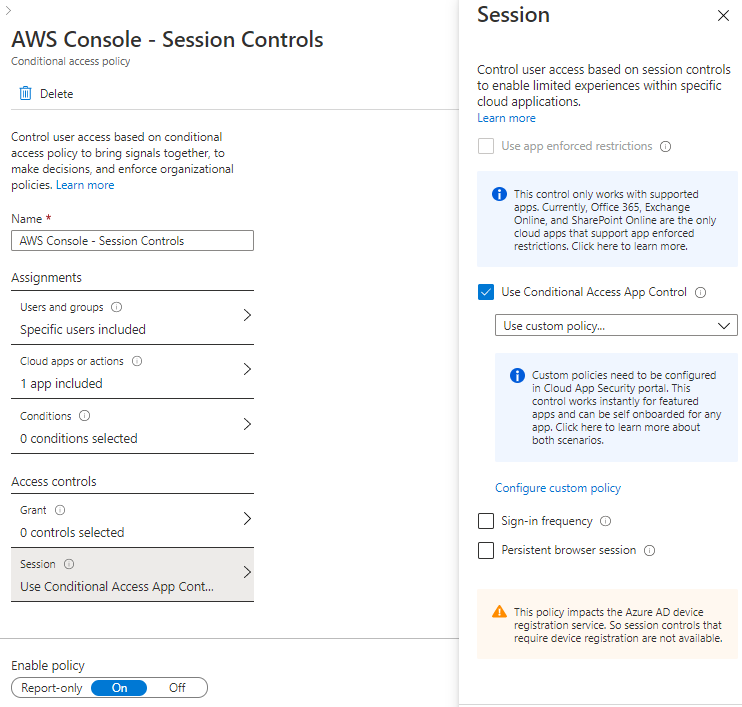 AWS Console - Session Controls
Conditional access policy
Delete
Control user access based on conditional
access policy to bring signals together, to
make decisions, and enforce organizational
policies. Learn more
Name *
AWS Console - Session Controls
Assignments
Users and groups
Specific users included
Cloud apps or actions
1 app included
Conditions
0 conditions selected
Access controls
Grant
0 controls selected
Session
Use Conditional Access App Cont...
Enable policy
Report-only On Off
Session
Control user access based on session controls
to enable limited experiences within specific
cloud applications.
Learn more
Use app enforced restrictions
This control only works with supported
apps. Currently, Office 365, Exchange
Online, and SharePoint Online are the only
cloud apps that support app enforced
restrictions. Click here to learn more.
Use Conditional Access App Control
Use custom policy...
Custom policies need to be configured
in Cloud App Security portal. This
control works instantly for featured
apps and can be self onboarded for any
app. Click here to learn more about
both scenarios.
Configure custom policy
Sign-in frequency
Persistent browser session
This policy impacts the Azure AD device
registration service. So session controls that
require device registration are not available.